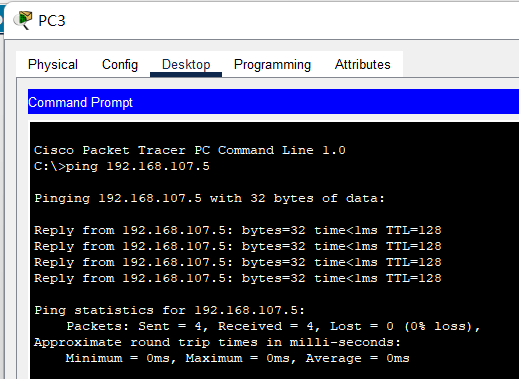 PC3
Physical Config Desktop Programming Attributes
Command Prompt
Cisco Packet Tracer PC Command Line 1.0
C:\>ping 192.168.107.5
Pinging 192.168.107.5 with 32 bytes of data:
Reply from 192.168.107.5: bytes=32 time<1ms TTL=128
Reply from 192.168.107.5: bytes=32 time<1ms TTL=128
Reply from 192.168.107.5: bytes=32 time<1ms TTL=128
Reply from 192.168.107.5: bytes=32 time<1ms TTL=128
Ping statistics for 192.168.107.5:
Packets: Sent = 4, Received = 4, Lost = 0 (0% loss),
Approximate round trip times in milli-seconds:
Minimum = 0ms, Maximum = 0ms, Average = 0ms